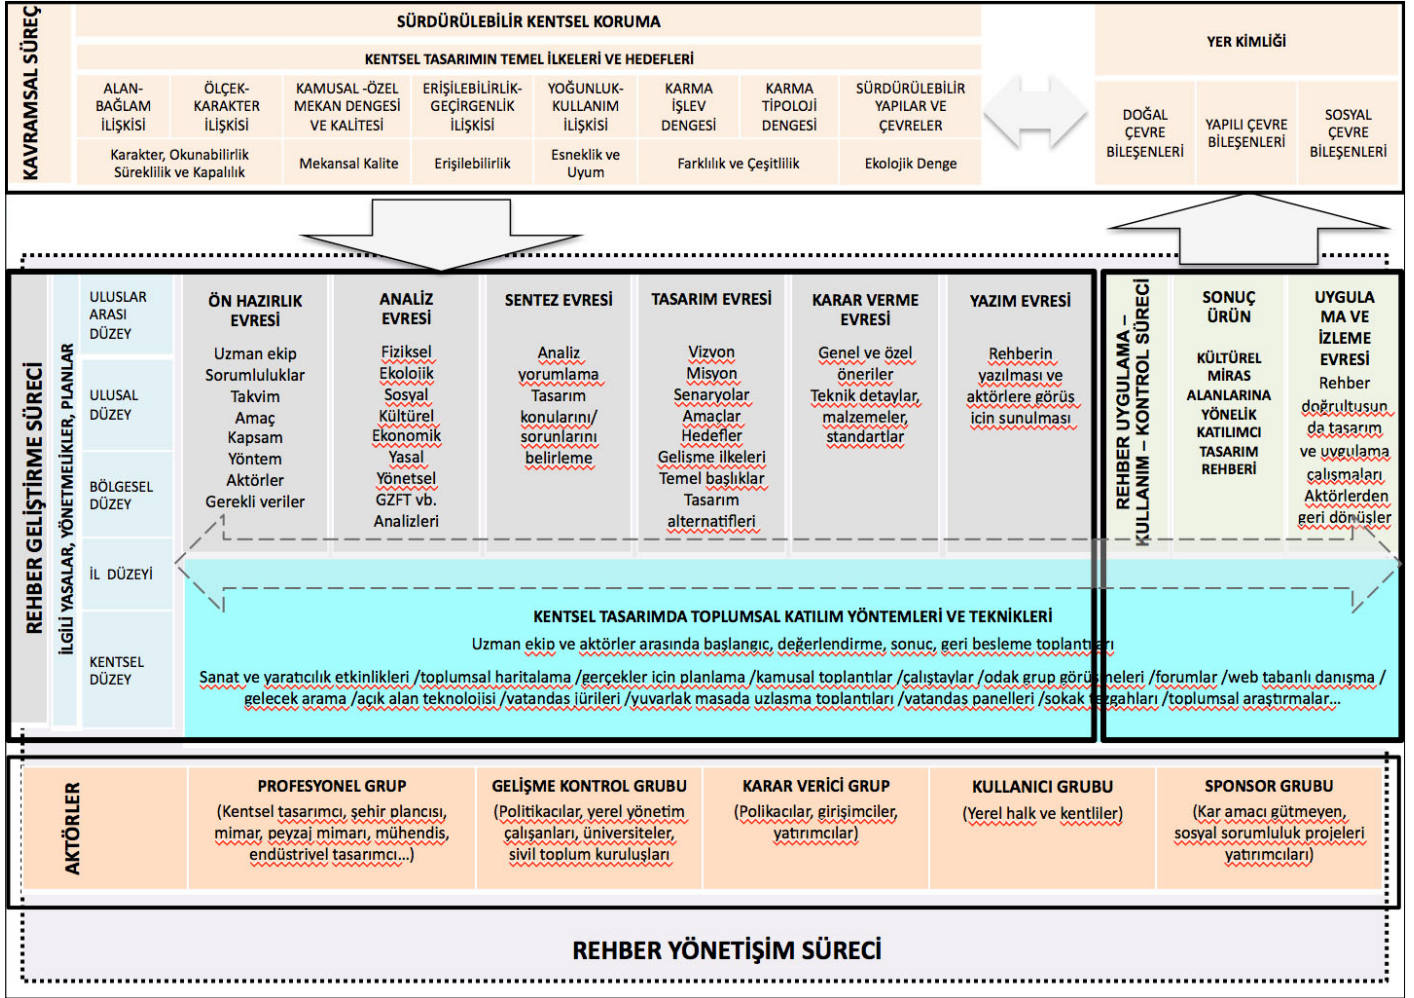 KAVRAMSAL SÜREÇ
SÜRDÜRÜLEBİLİR KENTSEL KORUMA
KENTSEL TASARIMIN TEMEL İLKELERİ VE HEDEFLERİ
ALAN-
BAĞLAM
İLİŞKİSİ
ÖLÇEK-
KARAKTER
İLİŞKİSİ
KAMUSAL -ÖZEL
MEKAN DENGESİ
VE KALİTESİ
ERİŞİLEBİLİRLİK-
GEÇİRGENLİK
İLİŞKİSİ
YOĞUNLUK-
KULLANIM
İLİŞKİSİ
KARMA
İŞLEV
DENGESİ
KARMA
TİPOLOJİ
DENGESİ
SÜRDÜRÜLEBİLİR
YAPILAR VE
ÇEVRELER
Karakter, Okunabilirlik
Süreklilik ve Kapalılık
Mekansal Kalite
Erişilebilirlik
Esneklik ve
Uyum
Farklılık ve Çeşitlilik
Ekolojik Denge
YER KİMLİĞİ
DOĞAL
ÇEVRE
BİLEŞENLERİ
YAPILI ÇEVRE
BİLEŞENLERİ
SOSYAL
ÇEVRE
BİLEŞENLERİ
REHBER GELİŞTİRME SÜRECİ
İLGİLİ YASALAR, YÖNETMELİKLER, PLANLAR
ULUSLAR
ARASI
DÜZEY
ULUSAL
DÜZEY
BÖLGESEL
DÜZEY
İL DÜZEYİ
KENTSEL
DÜZEY
ÖN HAZIRLIK
EVRESİ
Uzman ekip
Sorumluluklar
Takvim
Amaç
Kapsam
Yöntem
Aktörler
Gerekli veriler
ANALİZ
EVRESİ
Fiziksel
Ekolojik
Sosyal
Kültürel
Ekonomik
Yasal
Yönetsel
GZFT vb.
Analizleri
SENTEZ EVRESİ
Analiz
yorumlama
Tasarım
konularını/
sorunlarını
belirleme
TASARIM EVRESİ
Vizyon
Misyon
Senaryolar
Amaçlar
Hedefler
Gelişme ilkeleri
Temel başlıklar
Tasarım
alternatifleri
KARAR VERME
EVRESİ
Genel ve özel
öneriler
Teknik detaylar,
malzemeler,
standartlar
YAZIM EVRESİ
Rehberin
yazılması ve
aktörlere görüş
için sunulması
REHBER UYGULAMA –
KULLANIM – KONTROL SÜRECİ
SONUÇ
ÜRÜN
KÜLTÜREL
MİRAS
ALANLARINA
YÖNELİK
KATILIMCI
TASARIM
REHBERİ
UYGULA
MA VE
İZLEME
EVRESİ
Rehber
doğrultusun
da tasarım
ve uygulama
çalışmaları
Aktörlerden
geri dönüşler
KENTSEL TASARIMDA TOPLUMSAL KATILIM YÖNTEMLERİ VE TEKNİKLERİ
Uzman ekip ve aktörler arasında başlangıç, değerlendirme, sonuç, geri besleme toplantıları
Sanat ve yaratıcılık etkinlikleri /toplumsal haritalama /gerçekler için planlama /kamusal toplantılar /çalıştaylar /odak grup görüşmeleri /forumlar /web tabanlı danışma /
gelecek arama /açık alan teknolojisi /vatandaş jürileri /yuvarlak masada uzlaşma toplantıları /vatandaş panelleri /sokak tezgahları /toplumsal araştırmalar...
AKTÖRLER
PROFESYONEL GRUP
(Kentsel tasarımcı, şehir plancısı,
mimar, peyzaj mimarı, mühendis,
endüstriyel tasarımcı...)
GELİŞME KONTROL GRUBU
(Politikacılar, yerel yönetim
çalışanları, üniversiteler,
sivil toplum kuruluşları
KARAR VERİCİ GRUP
(Polikacılar, girişimciler,
yatırımcılar)
KULLANICI GRUBU
(Yerel halk ve kentliler)
SPONSOR GRUBU
(Kar amacı gütmeyen,
sosyal sorumluluk projeleri
yatırımcıları)
REHBER YÖNETİŞİM SÜRECİ